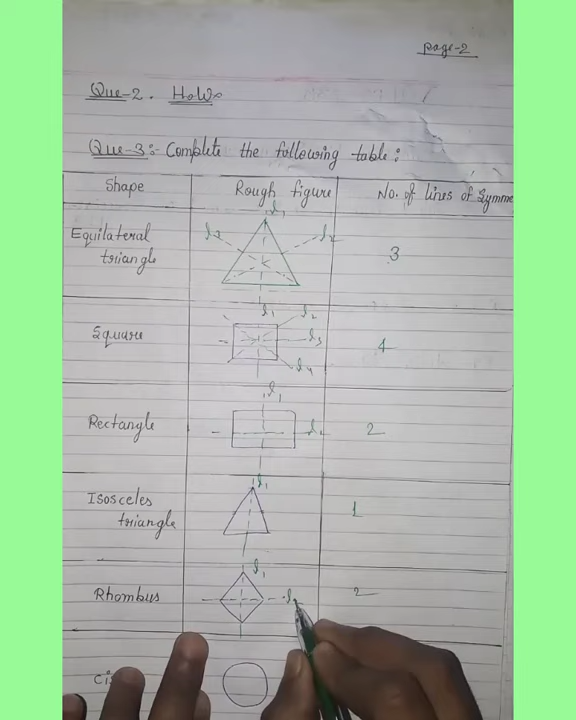 page-2
Que-2. H.W.
Que-3:- Complete the following table:
Shape Rough figure No. of lines of Symme
Equilateral triangle 3
l1
l3 l2
Square 4
l1 l2
l3
l4
Rectangle 2
l1
Isosceles triangle 1
l1
Rhombus 2
l1